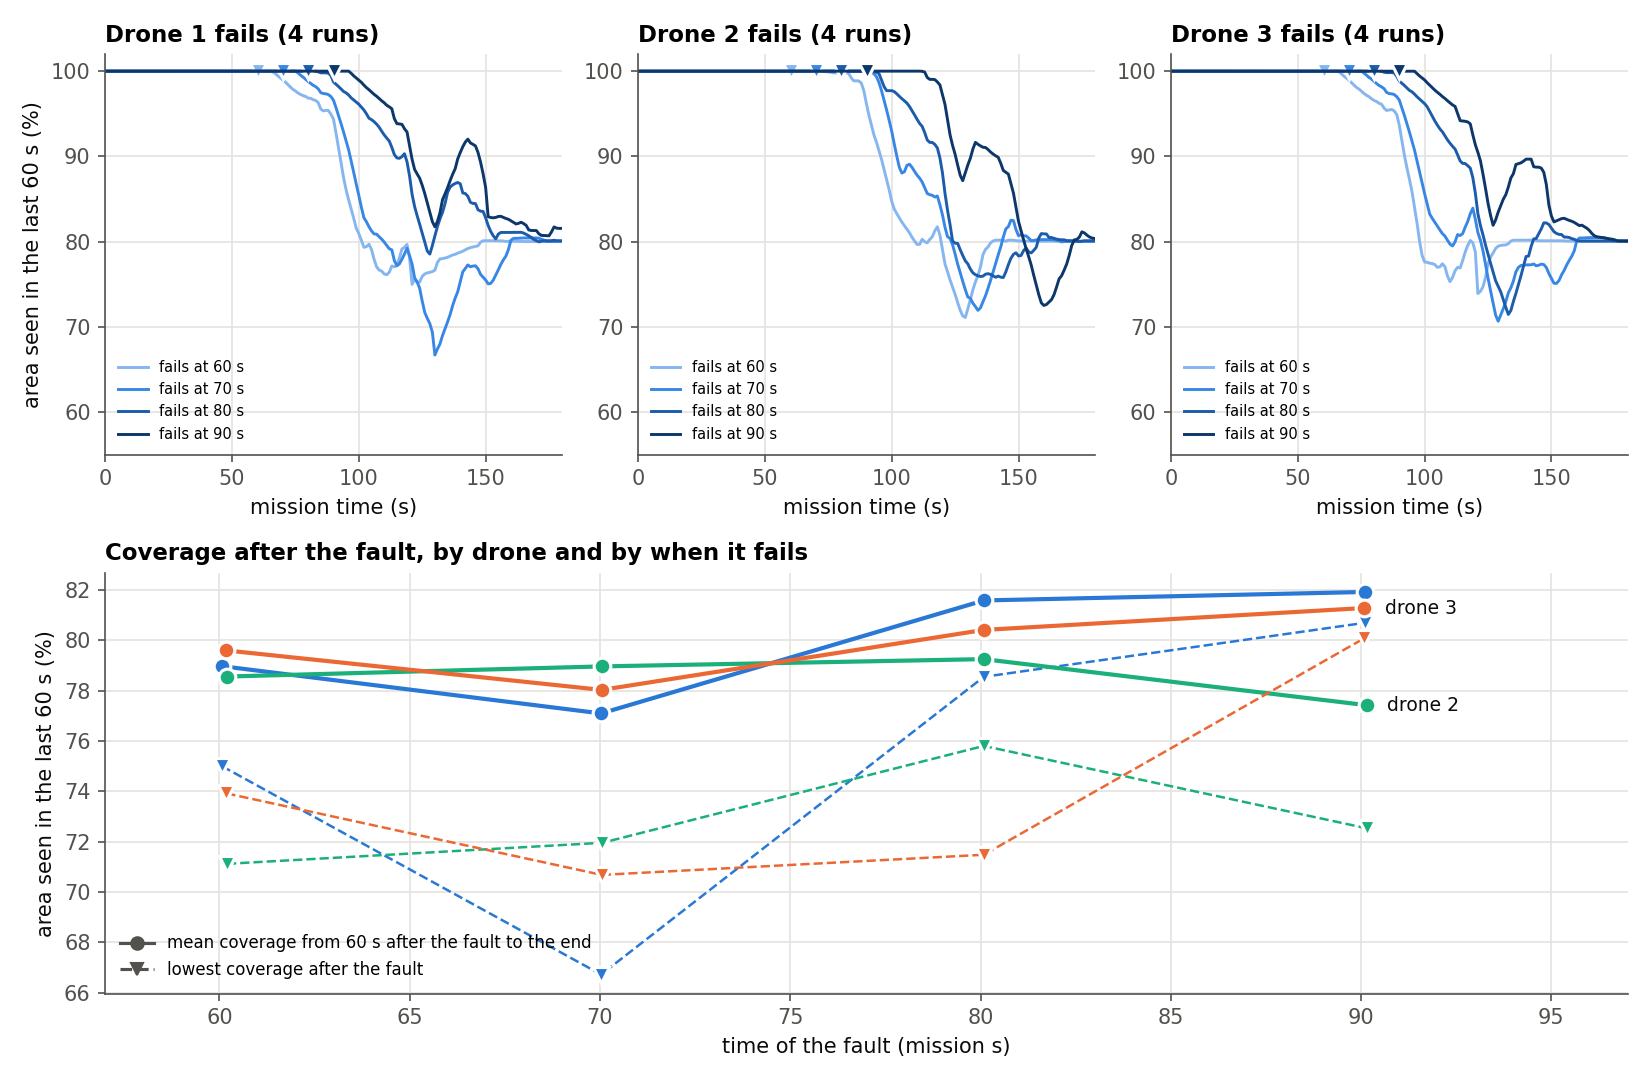 Drone 1 fails (4 runs)
Drone 2 fails (4 runs)
Drone 3 fails (4 runs)
area seen in the last 60 s (%)
100
90
80
70
60
fails at 60 s
fails at 70 s
fails at 80 s
fails at 90 s
0
50
100
150
mission time (s)
100
90
80
70
60
fails at 60 s
fails at 70 s
fails at 80 s
fails at 90 s
0
50
100
150
mission time (s)
100
90
80
70
60
fails at 60 s
fails at 70 s
fails at 80 s
fails at 90 s
0
50
100
150
mission time (s)
Coverage after the fault, by drone and by when it fails
area seen in the last 60 s (%)
82
80
78
76
74
72
70
68
66
drone 3
drone 2
mean coverage from 60 s after the fault to the end
lowest coverage after the fault
60
65
70
75
80
85
90
95
time of the fault (mission s)